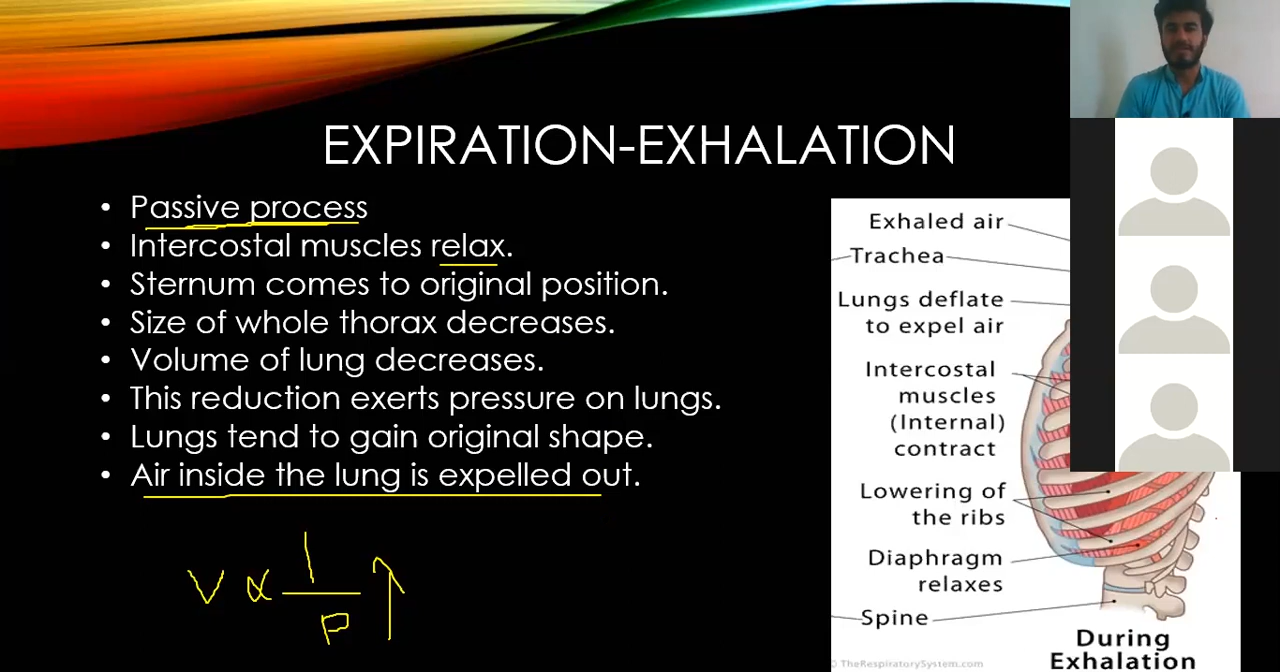 EXPIRATION-EXHALATION
• Passive process
• Intercostal muscles relax.
• Sternum comes to original position.
• Size of whole thorax decreases.
• Volume of lung decreases.
• This reduction exerts pressure on lungs.
• Lungs tend to gain original shape.
• Air inside the lung is expelled out.
V ∝ 1/P ↑
Exhaled air
Trachea
Lungs deflate
to expel air
Intercostal
muscles
(Internal)
contract
Lowering of
the ribs
Diaphragm
relaxes
Spine
During
Exhalation
© TheRespiratorySystem.com